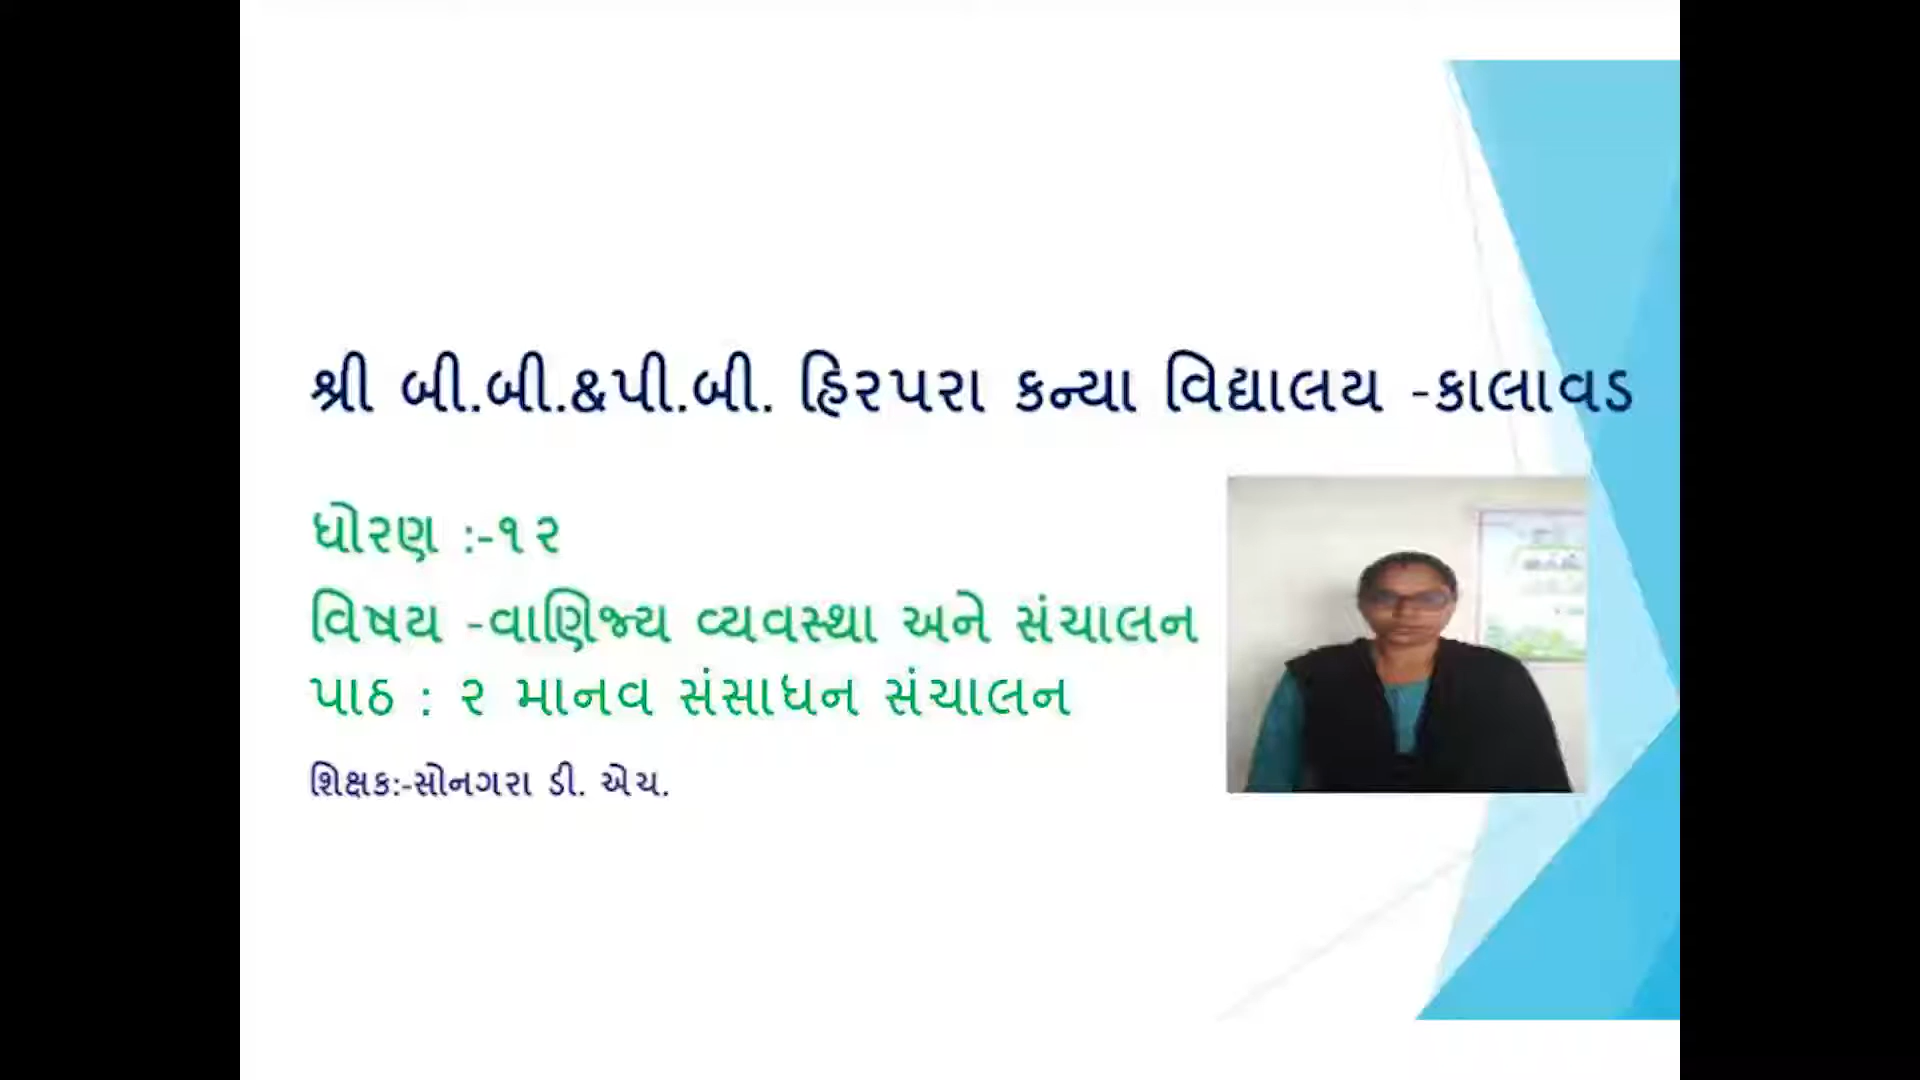 શ્રી બી.બી.&પી.બી. હિરપરા કન્યા વિદ્યાલય -કાલાવડ
ધોરણ :-૧૨
વિષય -વાણિજ્ય વ્યવસ્થા અને સંચાલન
પાઠ : ૨ માનવ સંસાધન સંચાલન
શિક્ષક:-સોનગરા ડી. એચ.